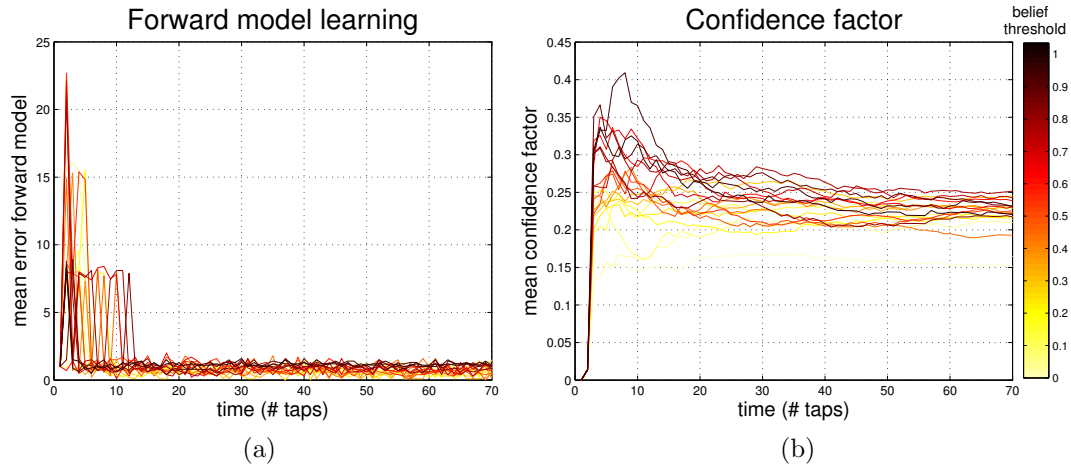 Forward model learning
mean error forward model
25
20
15
10
5
0
0 10 20 30 40 50 60 70
time (# taps)
(a)
Confidence factor
mean confidence factor
0.45
0.4
0.35
0.3
0.25
0.2
0.15
0.1
0.05
0
0 10 20 30 40 50 60 70
time (# taps)
(b)
belief
threshold
1
0.9
0.8
0.7
0.6
0.5
0.4
0.3
0.2
0.1
0